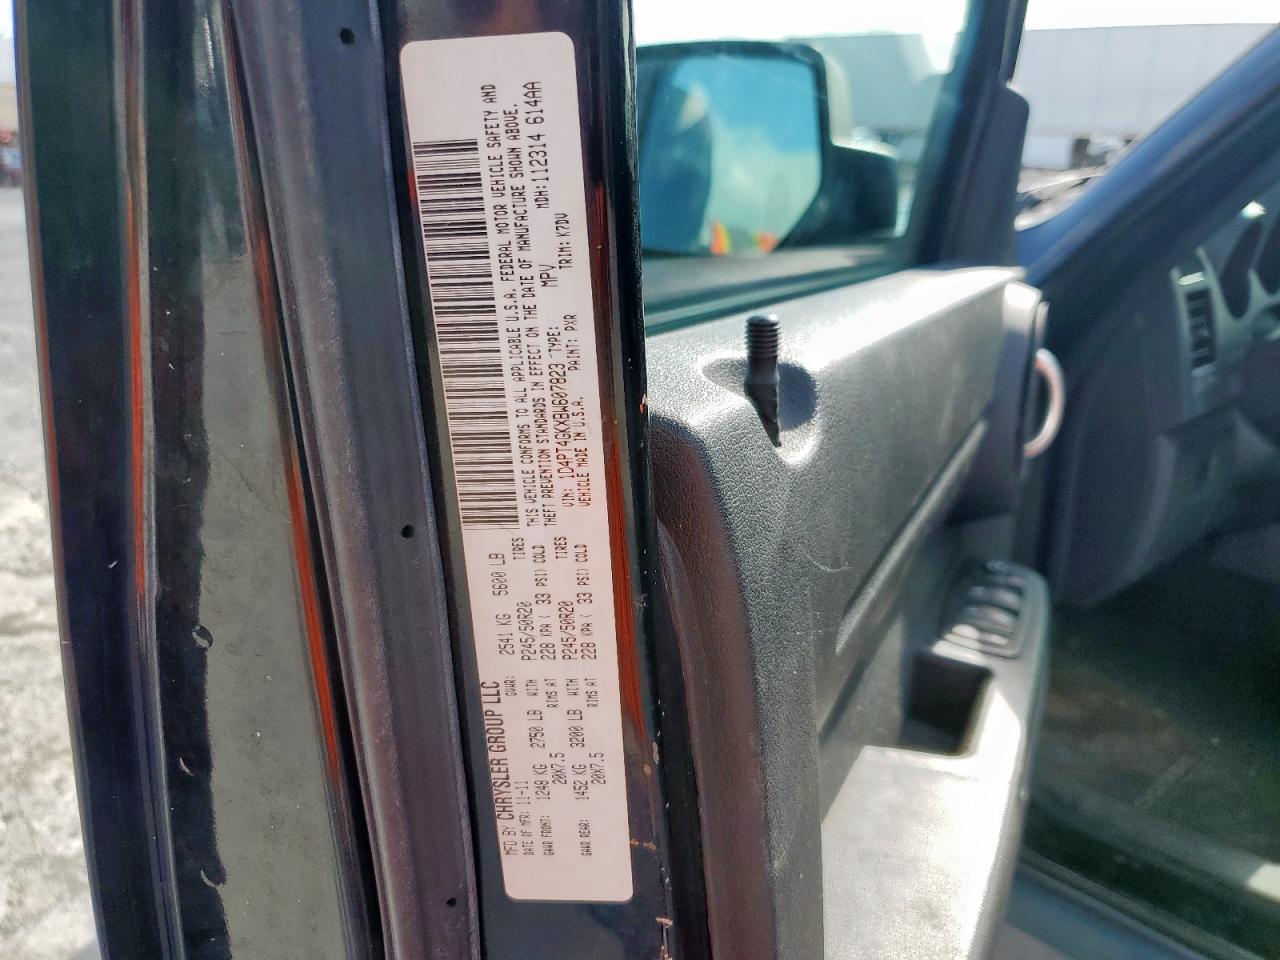 MFD BY CHRYSLER GROUP LLC
DATE OF MFR: 11-11 GVWR: 2541 KG 5600 LB
GAWR FRONT: 1248 KG 2750 LB WITH P245/50R20 TIRES
20X7.5 RIMS AT 228 KPA ( 33 PSI) COLD
GAWR REAR: 1452 KG 3200 LB WITH P245/50R20 TIRES
20X7.5 RIMS AT 228 KPA ( 33 PSI) COLD
THIS VEHICLE CONFORMS TO ALL APPLICABLE U.S.A. FEDERAL MOTOR VEHICLE SAFETY AND
THEFT PREVENTION STANDARDS IN EFFECT ON THE DATE OF MANUFACTURE SHOWN ABOVE.
VIN: 1D4PT4GKXBW607823 TYPE: MPV MDH: 112314 614AA
VEHICLE MADE IN U.S.A. PAINT: PXR TRIM: K7DV